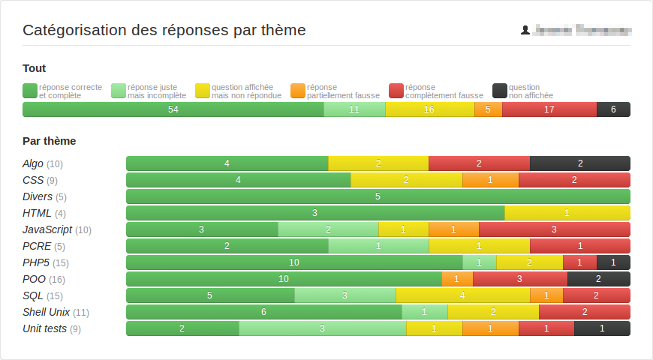 Catégorisation des réponses par thème
Tout
réponse correcte et complète
réponse juste mais incomplète
question affichée mais non répondue
réponse partiellement fausse
réponse complètement fausse
question non affichée
54 11 16 5 17 6
Par thème
Algo (10) 4 2 2 2
CSS (9) 4 2 1 2
Divers (5) 5
HTML (4) 3 1
JavaScript (10) 3 2 1 1 3
PCRE (5) 2 1 1 1
PHP5 (15) 10 1 2 1 1
POO (16) 10 1 3 2
SQL (15) 5 3 4 1 2
Shell Unix (11) 6 1 2 2
Unit tests (9) 2 3 1 1 1 1